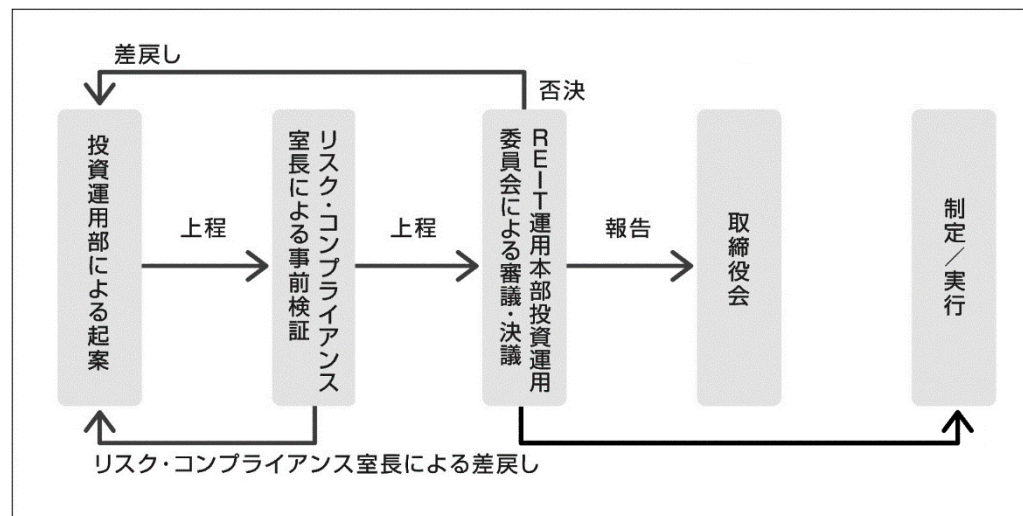 差戻し
否決
投資運用部による起案
上程
リスク・コンプライアンス
室長による事前検証
上程
REIT運用本部投資運用
委員会による審議・決議
報告
取締役会
制定／実行
リスク・コンプライアンス室長による差戻し